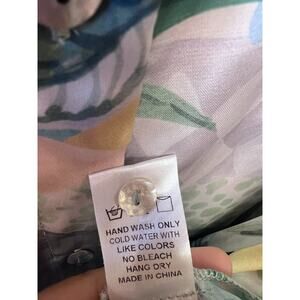 HAND WASH ONLY
COLD WATER WITH
LIKE COLORS
NO BLEACH
HANG DRY
MADE IN CHINA